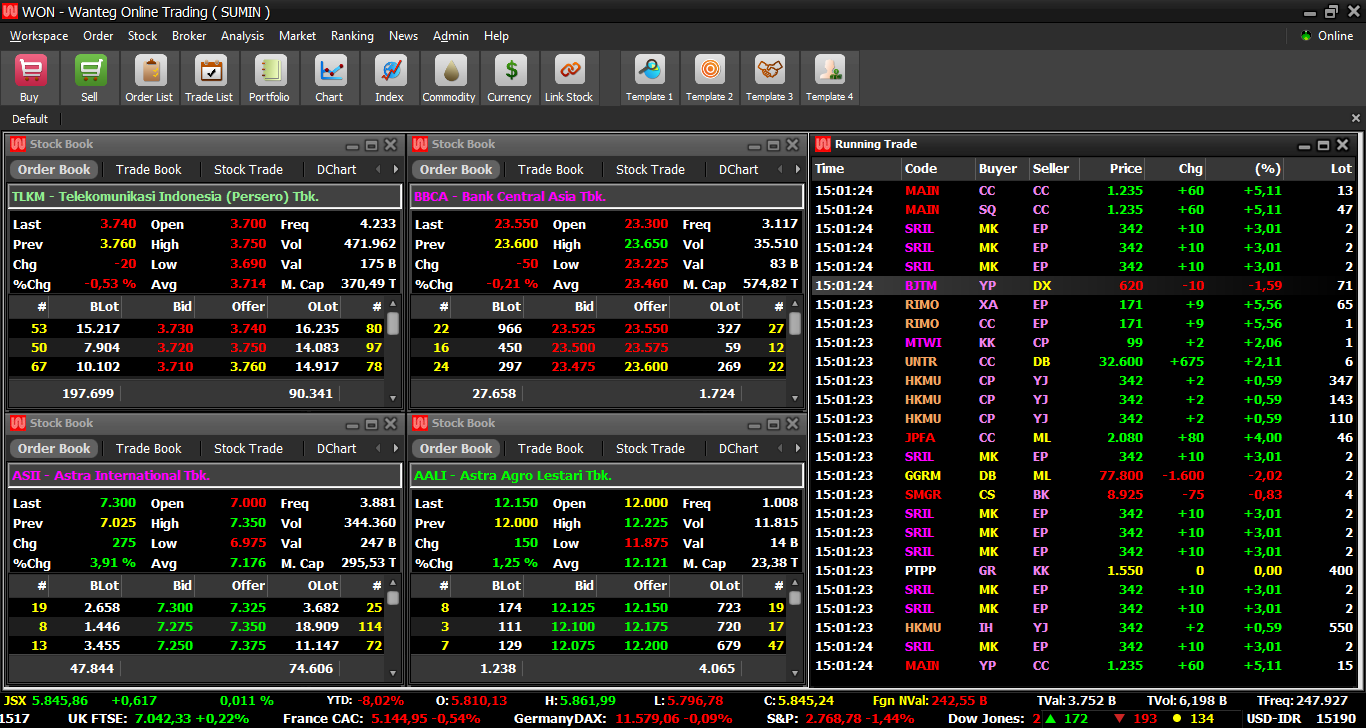 WON - Wanteg Online Trading ( SUMIN )
Workspace Order Stock Broker Analysis Market Ranking News Admin Help Online
Buy Sell Order List Trade List Portfolio Chart Index Commodity Currency Link Stock Template 1 Template 2 Template 3 Template 4
Default
Stock Book
Order Book Trade Book Stock Trade DChart
TLKM - Telekomunikasi Indonesia (Persero) Tbk.
Last 3.740 Open 3.700 Freq 4.233
Prev 3.760 High 3.750 Vol 471.962
Chg -20 Low 3.690 Val 175 B
%Chg -0,53 % Avg 3.714 M. Cap 370,49 T
# BLot Bid Offer OLot #
53 15.217 3.730 3.740 16.235 80
50 7.904 3.720 3.750 14.083 97
67 10.102 3.710 3.760 14.917 78
197.699 90.341
Stock Book
Order Book Trade Book Stock Trade DChart
BBCA - Bank Central Asia Tbk.
Last 23.550 Open 23.300 Freq 3.117
Prev 23.600 High 23.650 Vol 35.510
Chg -50 Low 23.225 Val 83 B
%Chg -0,21 % Avg 23.460 M. Cap 574,82 T
# BLot Bid Offer OLot #
22 966 23.525 23.550 327 27
16 450 23.500 23.575 59 12
24 297 23.475 23.600 269 22
27.658 1.724
Stock Book
Order Book Trade Book Stock Trade DChart
ASII - Astra International Tbk.
Last 7.300 Open 7.000 Freq 3.881
Prev 7.025 High 7.350 Vol 344.360
Chg 275 Low 6.975 Val 247 B
%Chg 3,91 % Avg 7.176 M. Cap 295,53 T
# BLot Bid Offer OLot #
19 2.658 7.300 7.325 3.682 25
8 1.446 7.275 7.350 18.909 114
13 3.455 7.250 7.375 11.147 72
47.844 74.606
Stock Book
Order Book Trade Book Stock Trade DChart
AALI - Astra Agro Lestari Tbk.
Last 12.150 Open 12.000 Freq 1.008
Prev 12.000 High 12.225 Vol 11.815
Chg 150 Low 11.875 Val 14 B
%Chg 1,25 % Avg 12.121 M. Cap 23,38 T
# BLot Bid Offer OLot #
8 174 12.125 12.150 723 19
3 111 12.100 12.175 720 17
7 129 12.075 12.200 679 47
1.238 4.065
Running Trade
Time Code Buyer Seller Price Chg (%) Lot
15:01:24 MAIN CC CC 1.235 +60 +5,11 13
15:01:24 MAIN SQ CC 1.235 +60 +5,11 47
15:01:24 SRIL MK EP 342 +10 +3,01 2
15:01:24 SRIL MK EP 342 +10 +3,01 2
15:01:24 SRIL MK EP 342 +10 +3,01 2
15:01:24 BJTM YP DX 620 -10 -1,59 71
15:01:23 RIMO XA EP 171 +9 +5,56 65
15:01:23 RIMO CC EP 171 +9 +5,56 1
15:01:23 MTWI KK CP 99 +2 +2,06 1
15:01:23 UNTR CC DB 32.600 +675 +2,11 6
15:01:23 HKMU CP YJ 342 +2 +0,59 347
15:01:23 HKMU CP YJ 342 +2 +0,59 143
15:01:23 HKMU CP YJ 342 +2 +0,59 110
15:01:23 JPFA CC ML 2.080 +80 +4,00 46
15:01:23 SRIL MK EP 342 +10 +3,01 2
15:01:23 GGRM DB ML 77.800 -1.600 -2,02 2
15:01:23 SMGR CS BK 8.925 -75 -0,83 4
15:01:23 SRIL MK EP 342 +10 +3,01 2
15:01:23 SRIL MK EP 342 +10 +3,01 2
15:01:23 SRIL MK EP 342 +10 +3,01 2
15:01:23 PTPP GR KK 1.550 0 0,00 400
15:01:23 SRIL MK EP 342 +10 +3,01 2
15:01:23 SRIL MK EP 342 +10 +3,01 2
15:01:23 HKMU IH YJ 342 +2 +0,59 550
15:01:23 SRIL MK EP 342 +10 +3,01 2
15:01:23 MAIN YP CC 1.235 +60 +5,11 15
JSX 5.845,86 +0,617 0,011 % YTD: -8,02% O: 5.810,13 H: 5.861,99 L: 5.796,78 C: 5.845,24 Fgn NVal: 242,55 B TVal: 3.752 B TVol: 6,198 B TFreq: 247.927
1517 UK FTSE: 7.042,33 +0,22% France CAC: 5.144,95 -0,54% GermanyDAX: 11.579,06 -0,09% S&P: 2.768,78 -1,44% Dow Jones: 2 ▲ 172 ▼ 193 ● 134 USD-IDR 15190